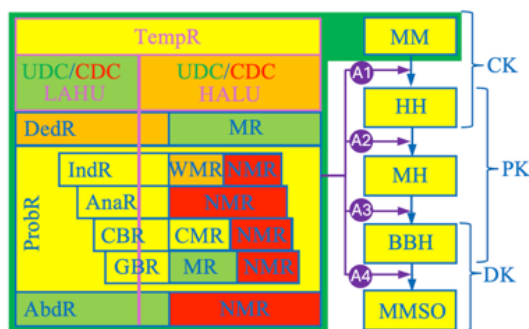 TempR
MM
UDC/CDC UDC/CDC
LAHU HALU
A1
CK
HH
DedR MR
A2
PK
ProbR
IndR WMR NMR
MH
AnaR NMR
A3
CBR CMR NMR
BBH
GBR MR NMR
A4
DK
AbdR NMR
MMSO